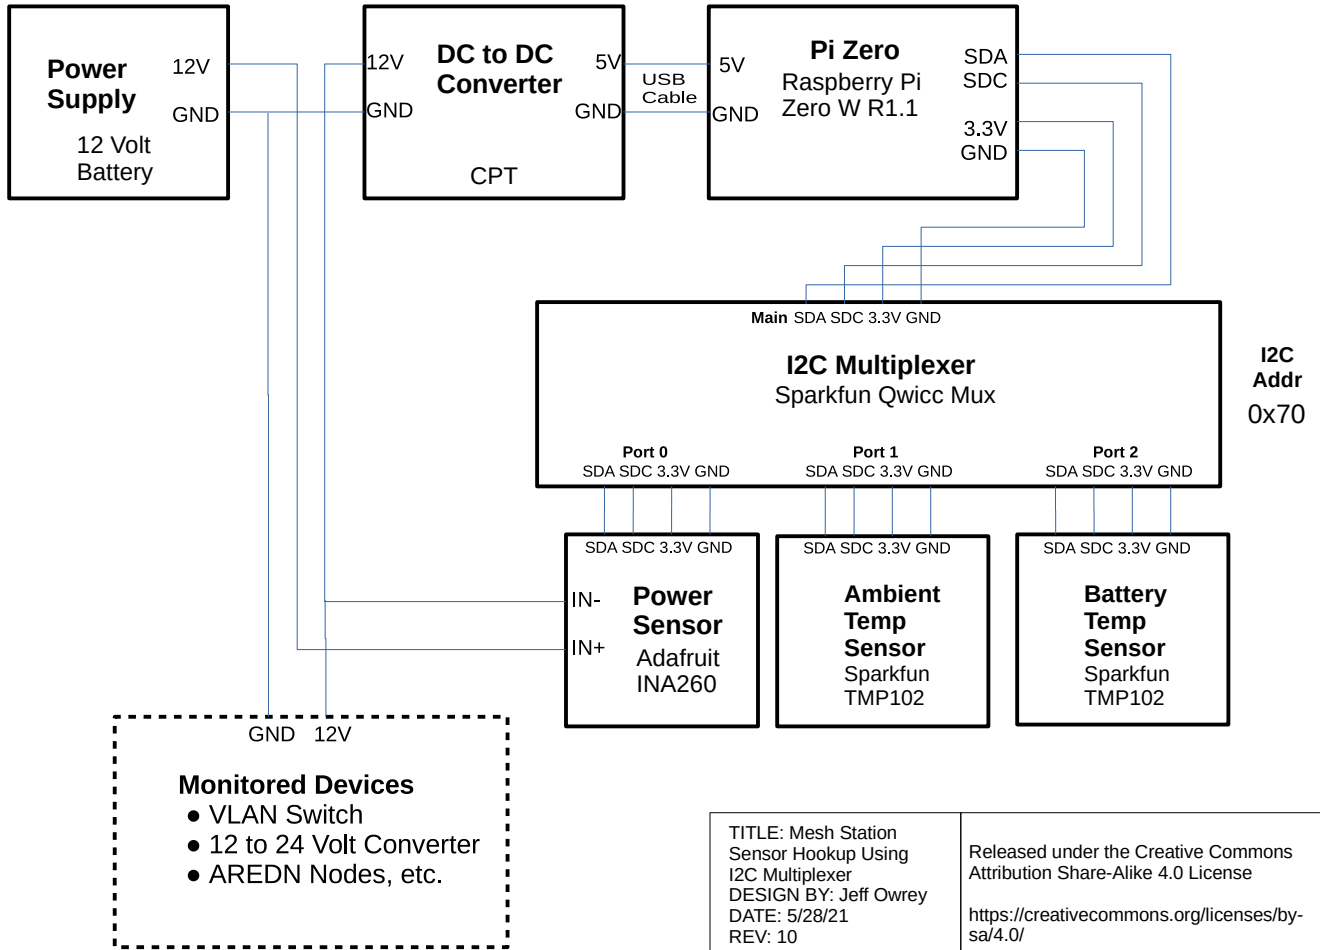 Power
Supply
12V
GND
12 Volt
Battery
DC to DC
Converter
12V
GND
5V
GND
CPT
USB
Cable
Pi Zero
Raspberry Pi
Zero W R1.1
5V
GND
SDA
SDC
3.3V
GND
Main SDA SDC 3.3V GND
I2C Multiplexer
Sparkfun Qwicc Mux
I2C
Addr
0x70
Port 0
SDA SDC 3.3V GND
Port 1
SDA SDC 3.3V GND
Port 2
SDA SDC 3.3V GND
SDA SDC 3.3V GND
IN-
IN+
Power
Sensor
Adafruit
INA260
SDA SDC 3.3V GND
Ambient
Temp
Sensor
Sparkfun
TMP102
SDA SDC 3.3V GND
Battery
Temp
Sensor
Sparkfun
TMP102
GND 12V
Monitored Devices
● VLAN Switch
● 12 to 24 Volt Converter
● AREDN Nodes, etc.
TITLE: Mesh Station
Sensor Hookup Using
I2C Multiplexer
DESIGN BY: Jeff Owrey
DATE: 5/28/21
REV: 10
Released under the Creative Commons
Attribution Share-Alike 4.0 License
https://creativecommons.org/licenses/by-
sa/4.0/